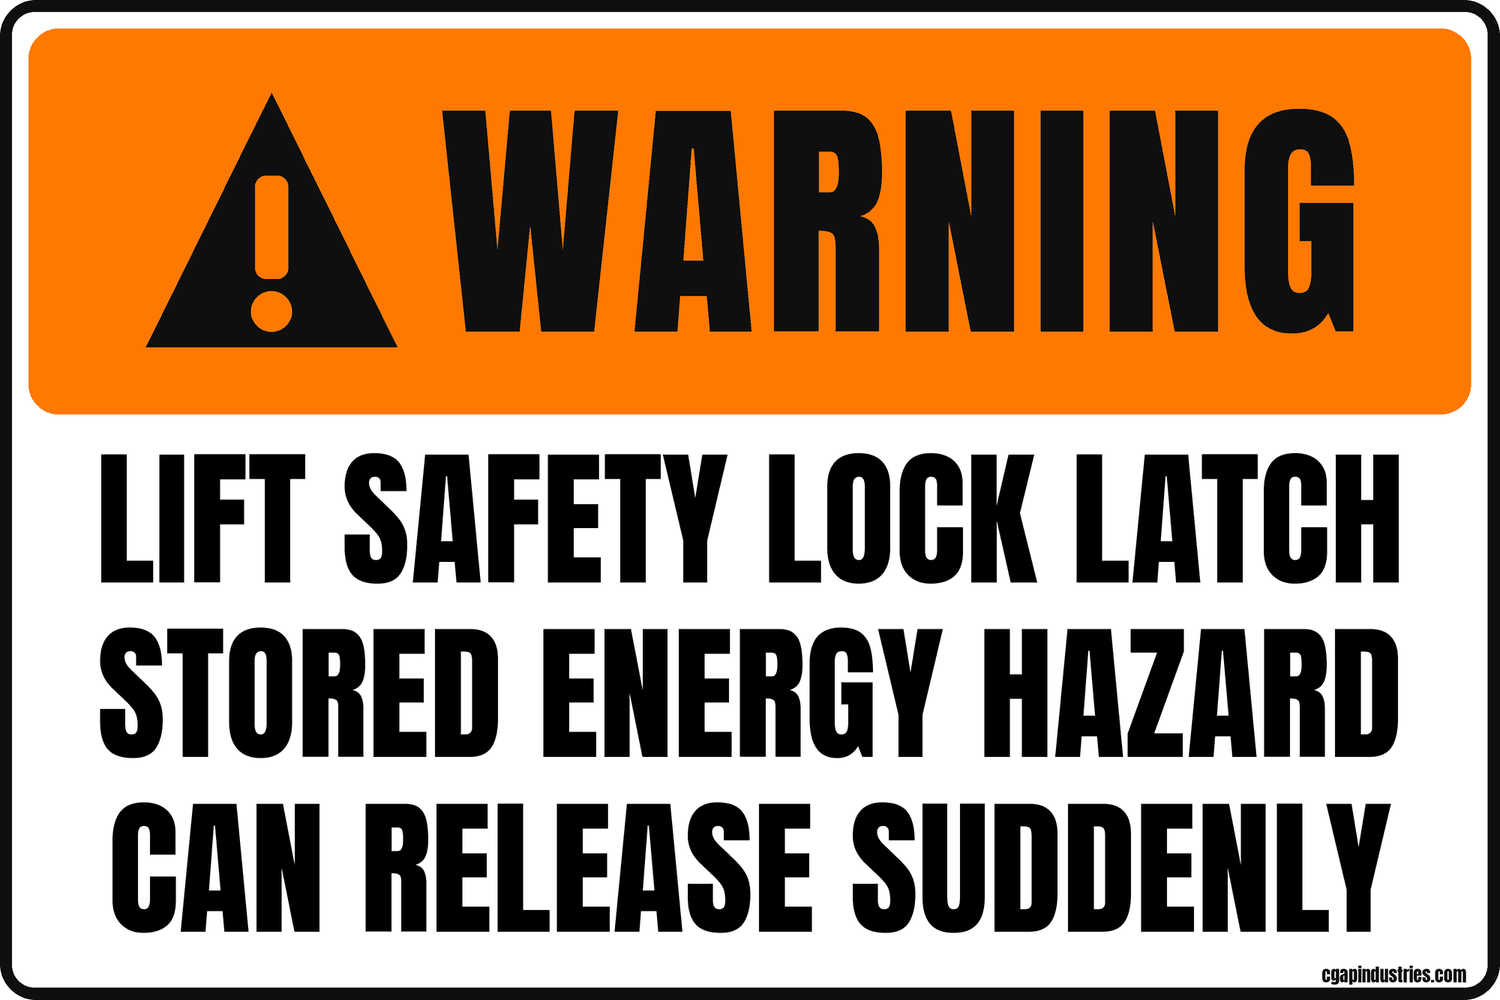 WARNING
LIFT SAFETY LOCK LATCH
STORED ENERGY HAZARD
CAN RELEASE SUDDENLY
cgapindustries.com